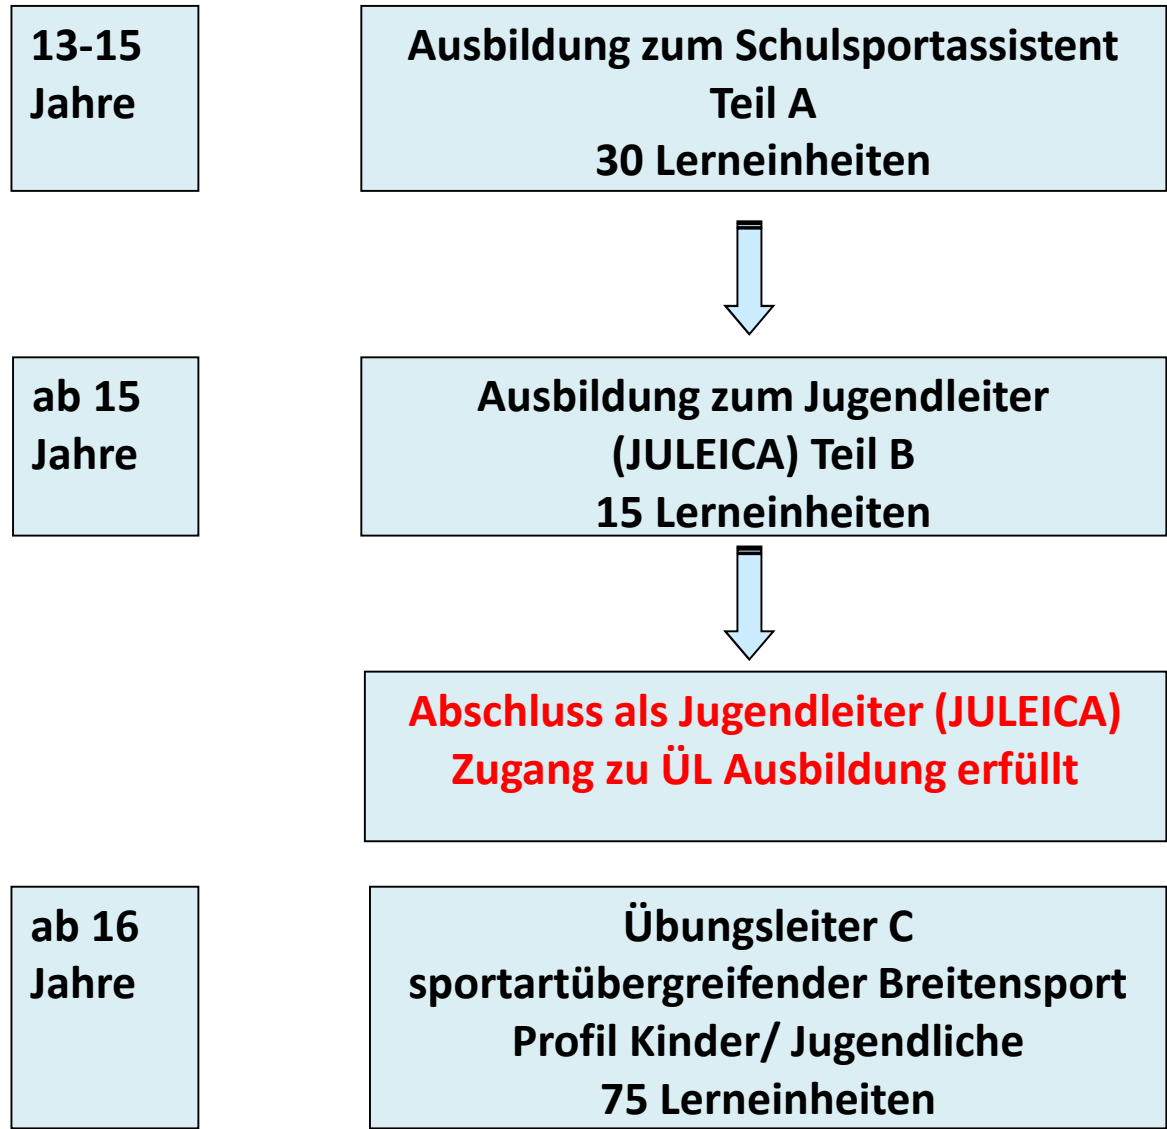 13-15
Jahre
Ausbildung zum Schulsportassistent
Teil A
30 Lerneinheiten
ab 15
Jahre
Ausbildung zum Jugendleiter
(JULEICA) Teil B
15 Lerneinheiten
Abschluss als Jugendleiter (JULEICA)
Zugang zu ÜL Ausbildung erfüllt
ab 16
Jahre
Übungsleiter C
sportartübergreifender Breitensport
Profil Kinder/ Jugendliche
75 Lerneinheiten